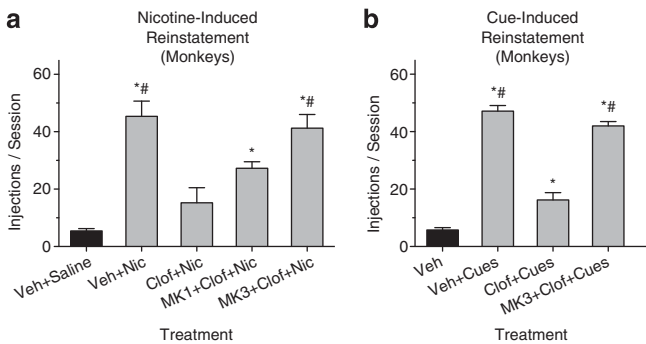 a
Nicotine-Induced
Reinstatement
(Monkeys)
Injections / Session
60
40
20
0
*#
*
*#
Veh+Saline
Veh+Nic
Clof+Nic
MK1+Clof+Nic
MK3+Clof+Nic
Treatment
b
Cue-Induced
Reinstatement
(Monkeys)
Injections / Session
60
40
20
0
*#
*
*#
Veh
Veh+Cues
Clof+Cues
MK3+Clof+Cues
Treatment